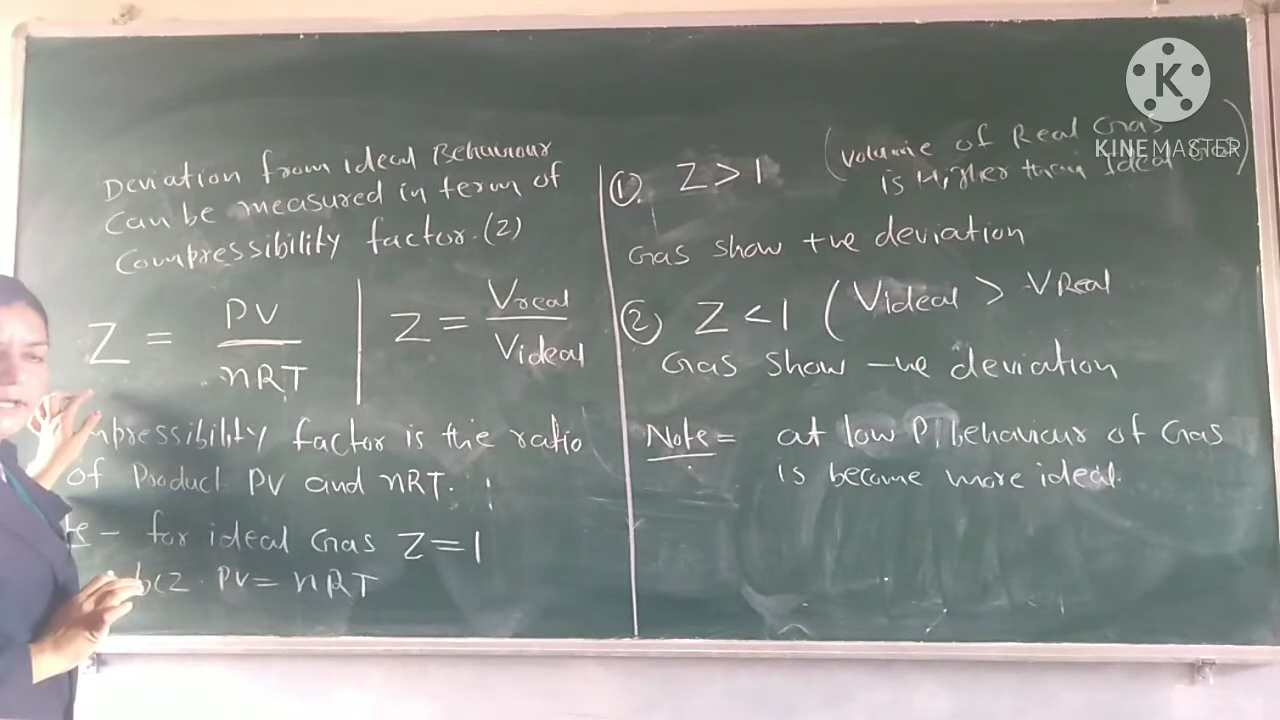 Deviation from ideal Behaviour
Can be measured in term of
Compressibility factor. (Z)
Z = PV / nRT
Z = Vreal / Videal
mpressibility factor is the ratio
of Product PV and nRT.
te - for ideal Gas Z = 1
bcz. PV = nRT
①. Z > 1
(Volume of Real Gas
is Higher than Ideal
Gas show +ve deviation
② Z < 1 ( Videal > VReal
Gas show -ve deviation
Note = at low P, behaviour of Gas
is become more ideal.
K
KINEMASTER